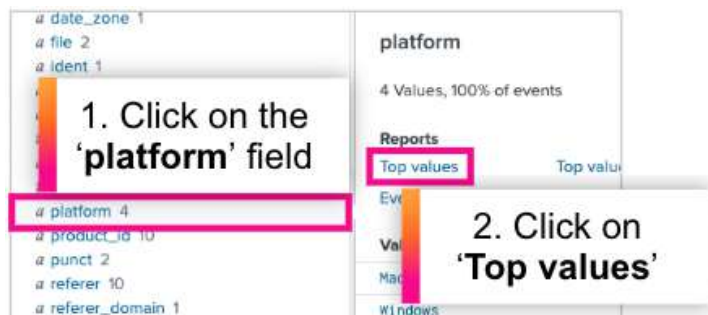 a date_zone 1
a file 2
a ident 1
1. Click on the
‘platform’ field
a platform 4
a product_id 10
a punct 2
a referer 10
a referer_domain 1
platform
4 Values, 100% of events
Reports
Top values Top
2. Click on
‘Top values’
Windows